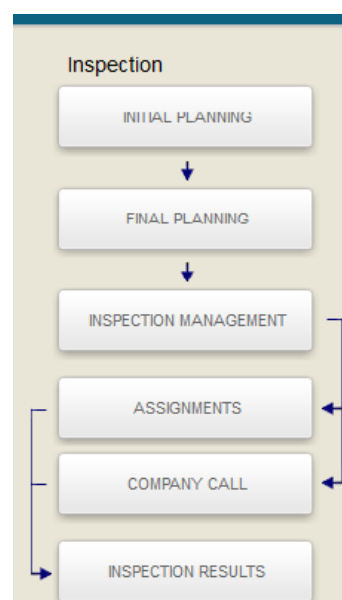 Inspection
INITIAL PLANNING
FINAL PLANNING
INSPECTION MANAGEMENT
ASSIGNMENTS
COMPANY CALL
INSPECTION RESULTS